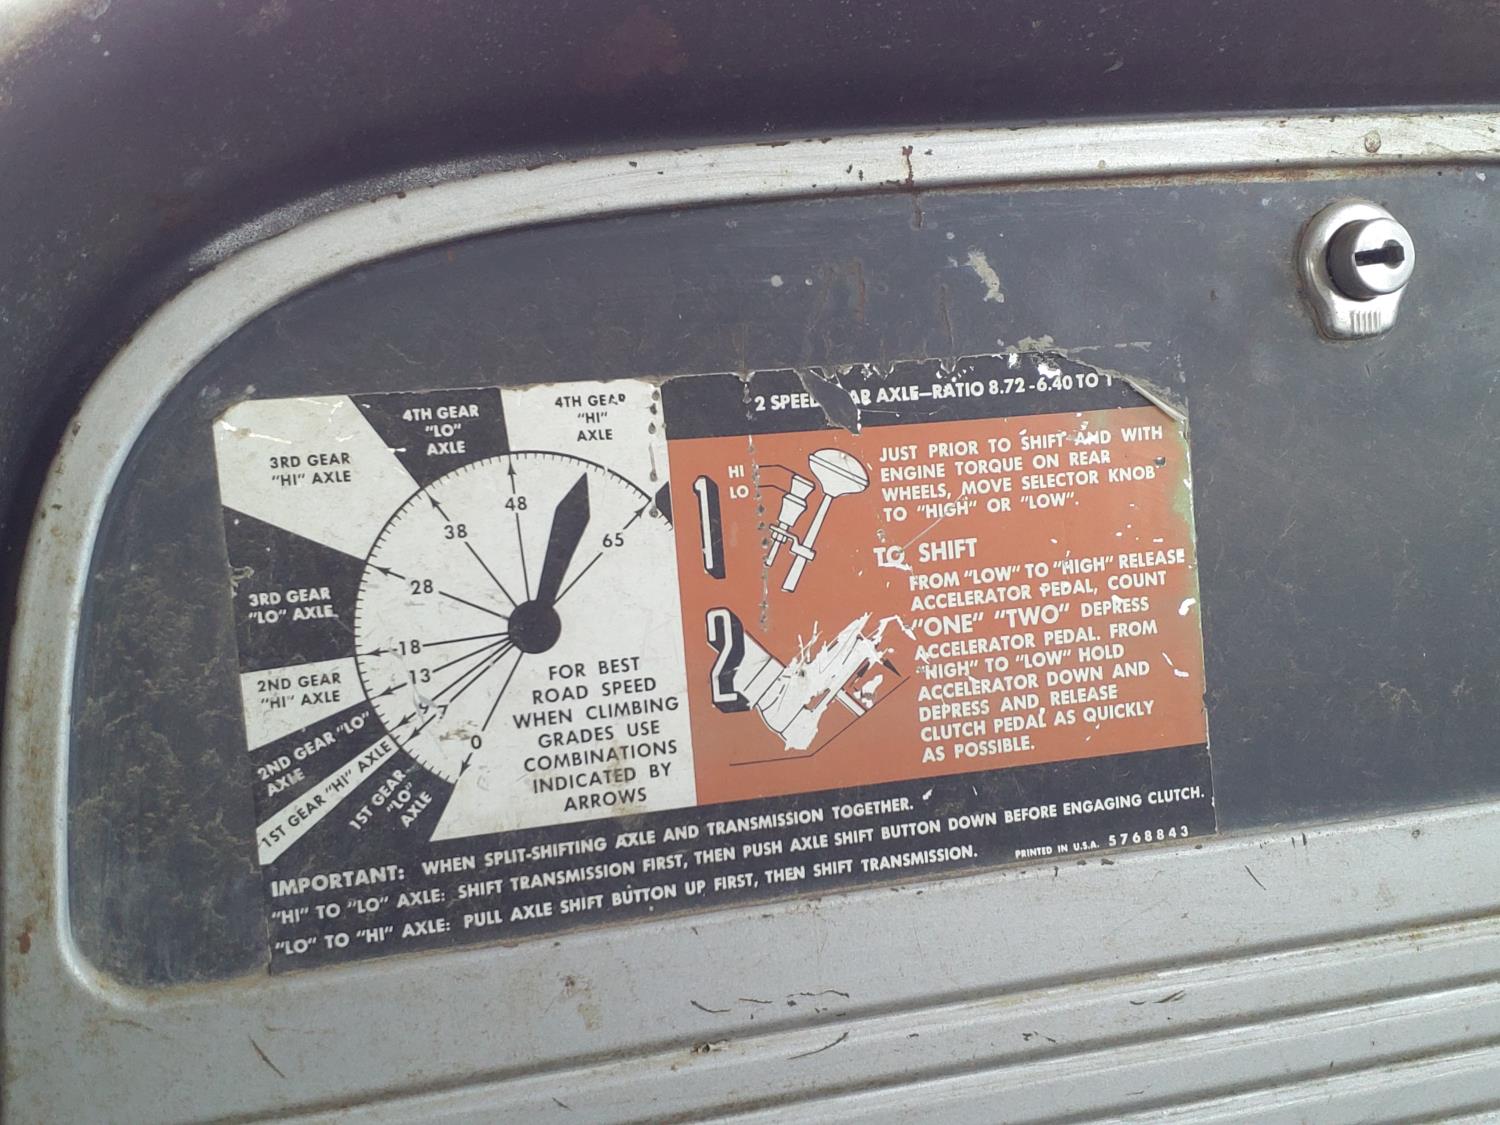 4TH GEAR
"LO"
AXLE
4TH GEAR
"HI"
AXLE
3RD GEAR
"HI" AXLE
3RD GEAR
"LO" AXLE
2ND GEAR
"HI" AXLE
2ND GEAR "LO"
AXLE
1ST GEAR "HI" AXLE
1ST GEAR
"LO"
AXLE
65
48
38
28
18
13
7
0
FOR BEST
ROAD SPEED
WHEN CLIMBING
GRADES USE
COMBINATIONS
INDICATED BY
ARROWS
2 SPEED AXLE—RATIO 8.72-6.40 TO 1
1
HI
LO
JUST PRIOR TO SHIFT AND WITH
ENGINE TORQUE ON REAR
WHEELS, MOVE SELECTOR KNOB
TO "HIGH" OR "LOW".
2
TO SHIFT
FROM "LOW" TO "HIGH" RELEASE
ACCELERATOR PEDAL, COUNT
"ONE" "TWO" DEPRESS
ACCELERATOR PEDAL. FROM
"HIGH" TO "LOW" HOLD
ACCELERATOR DOWN AND
DEPRESS AND RELEASE
CLUTCH PEDAL AS QUICKLY
AS POSSIBLE.
IMPORTANT: WHEN SPLIT-SHIFTING AXLE AND TRANSMISSION TOGETHER.
"HI" TO "LO" AXLE: SHIFT TRANSMISSION FIRST, THEN PUSH AXLE SHIFT BUTTON DOWN BEFORE ENGAGING CLUTCH.
"LO" TO "HI" AXLE: PULL AXLE SHIFT BUTTON UP FIRST, THEN SHIFT TRANSMISSION.
PRINTED IN U.S.A. 5768843